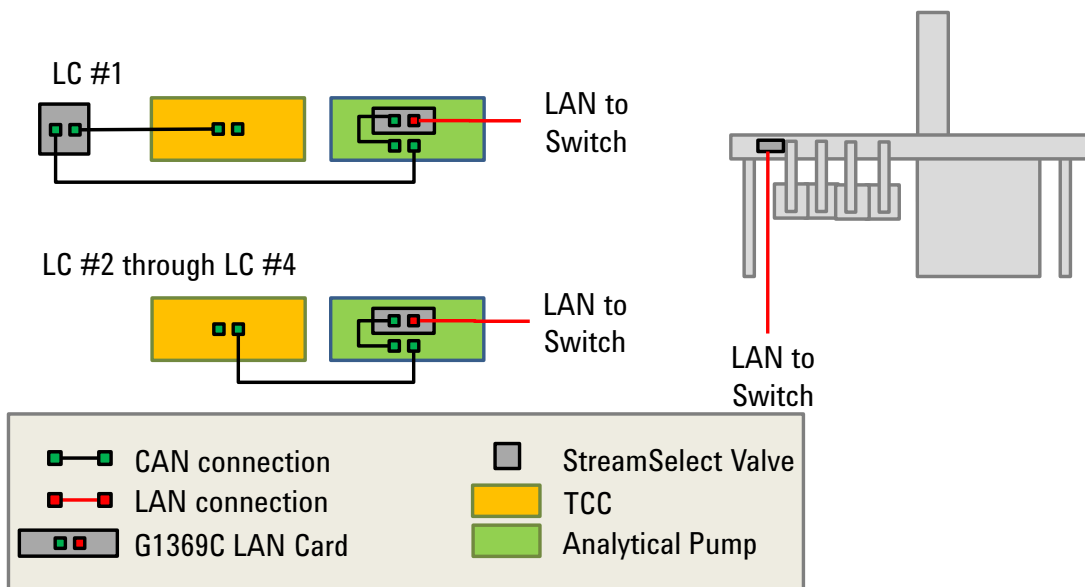 LC #1
LAN to
Switch
LC #2 through LC #4
LAN to
Switch
LAN to
Switch
CAN connection
LAN connection
G1369C LAN Card
StreamSelect Valve
TCC
Analytical Pump